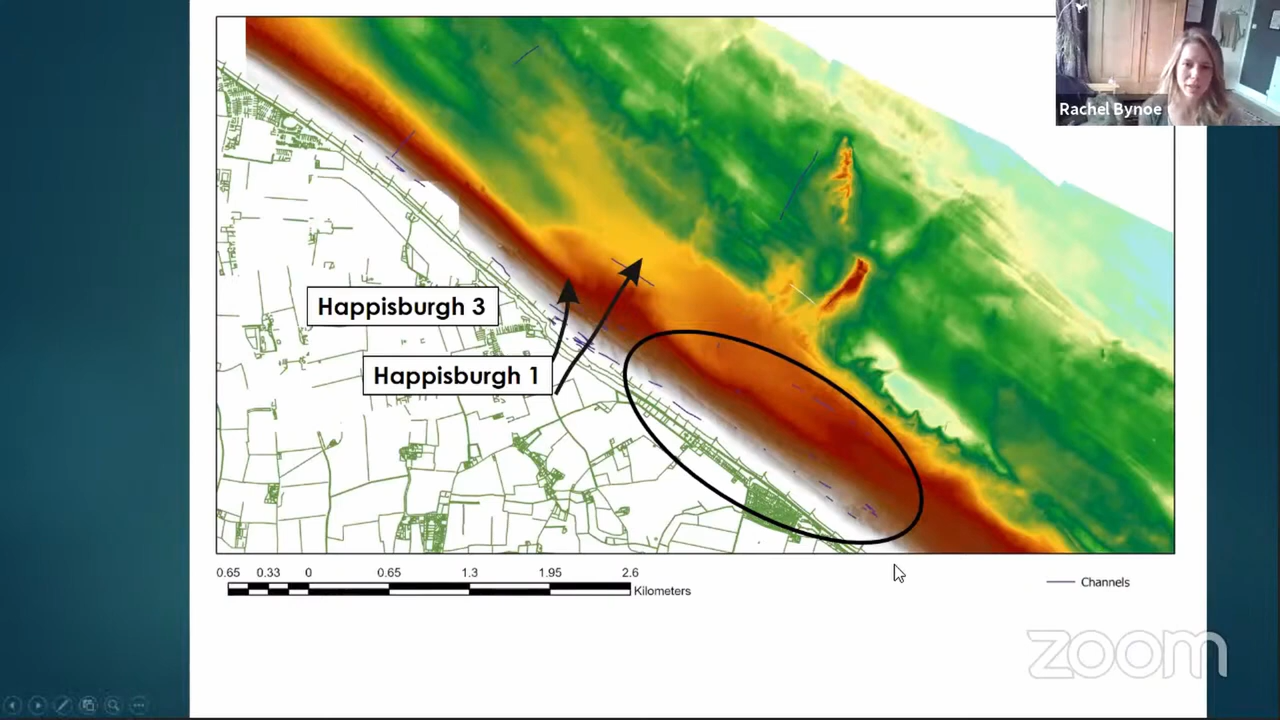 Rachel Bynoe
Happisburgh 3
Happisburgh 1
0.65 0.33 0 0.65 1.3 1.95 2.6
Kilometers
Channels
zoom